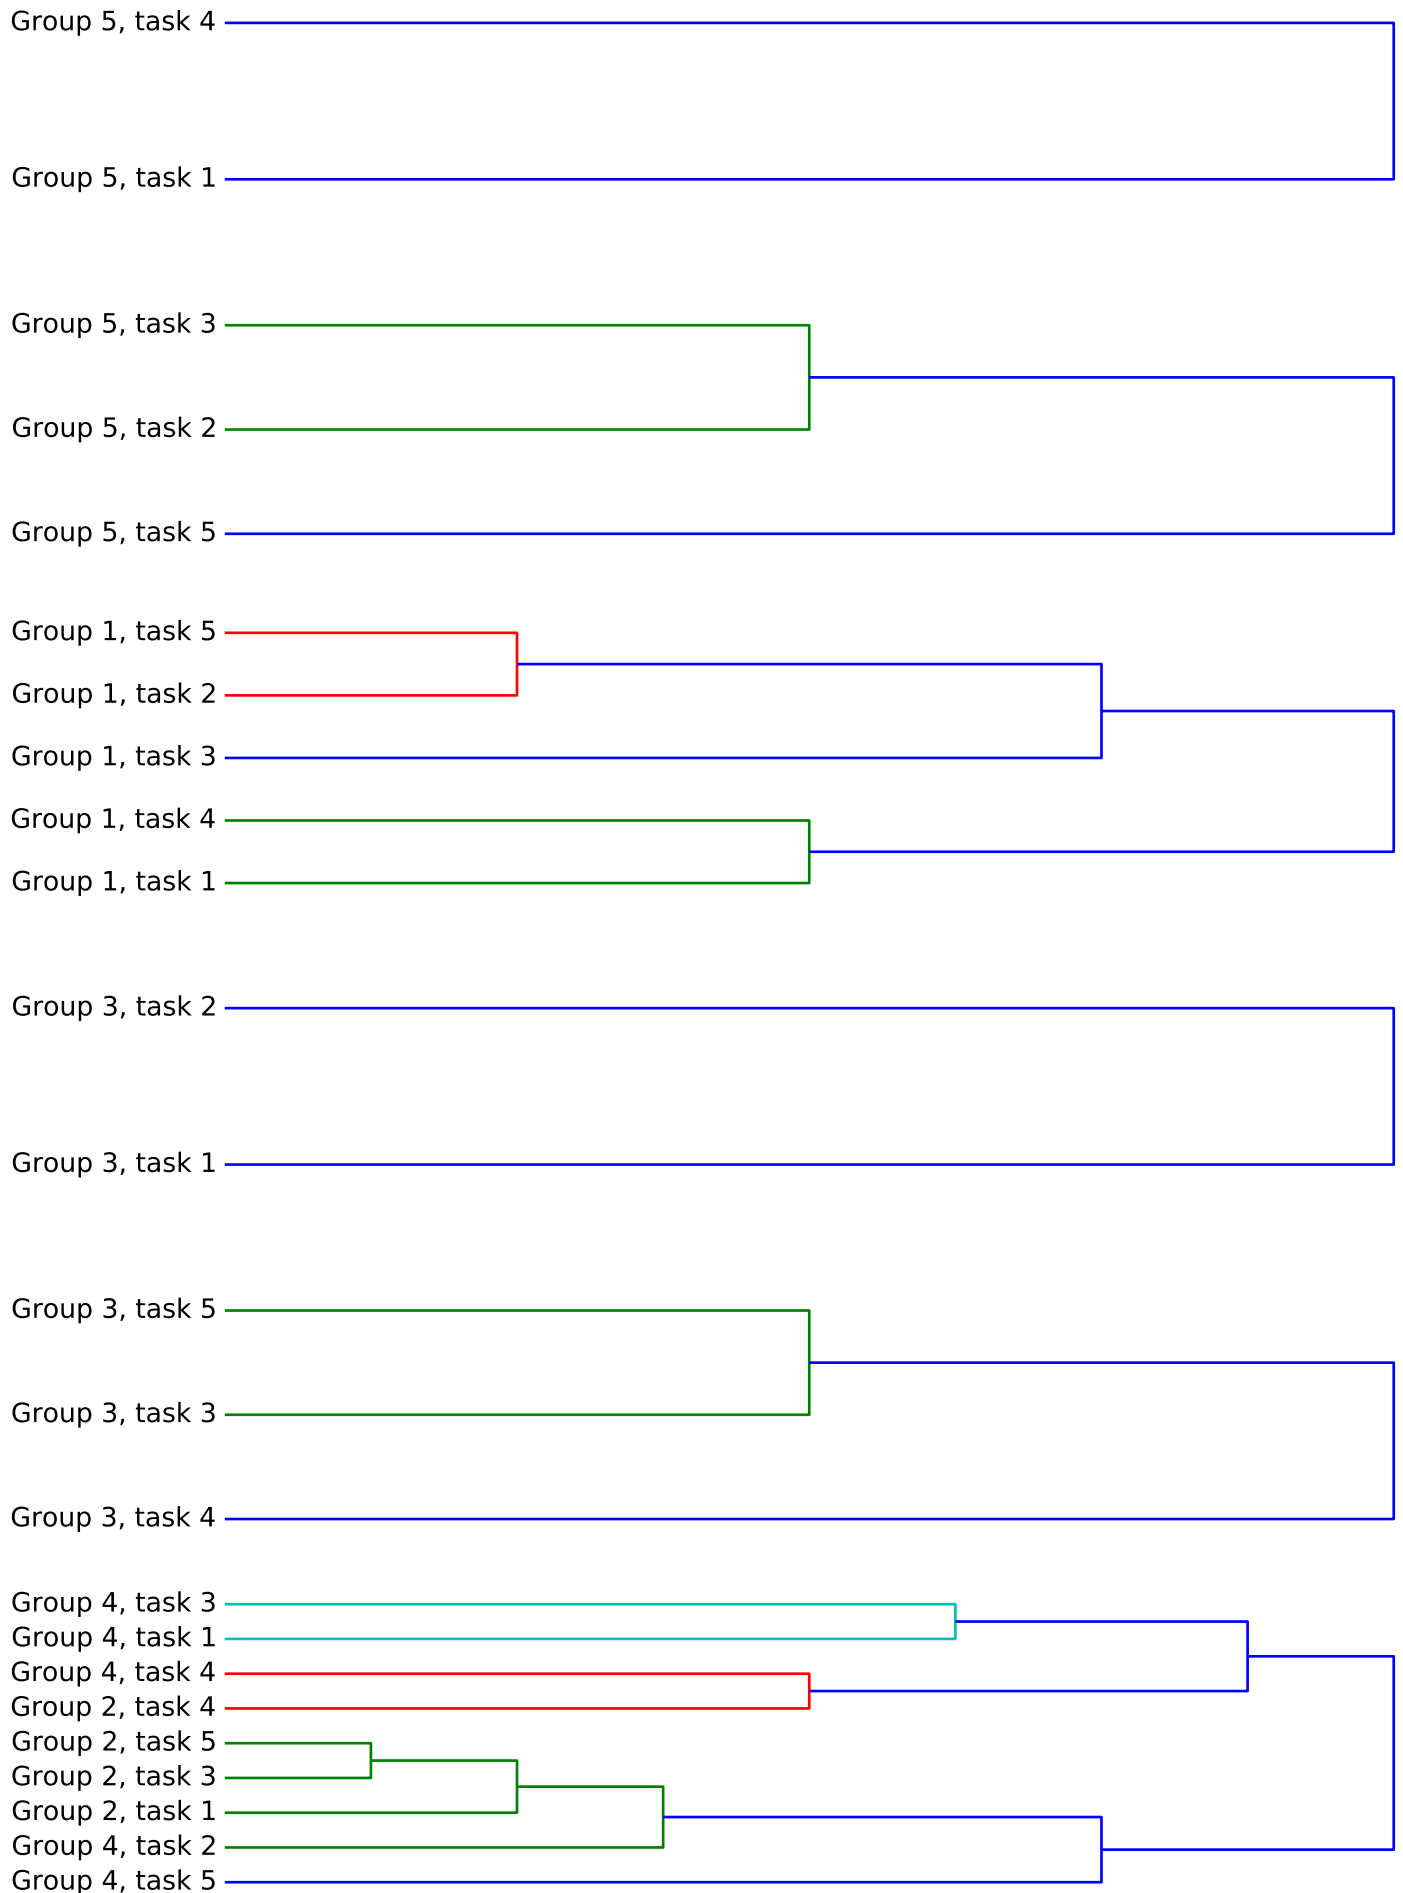 Group 5, task 4
Group 5, task 1
Group 5, task 3
Group 5, task 2
Group 5, task 5
Group 1, task 5
Group 1, task 2
Group 1, task 3
Group 1, task 4
Group 1, task 1
Group 3, task 2
Group 3, task 1
Group 3, task 5
Group 3, task 3
Group 3, task 4
Group 4, task 3
Group 4, task 1
Group 4, task 4
Group 2, task 4
Group 2, task 5
Group 2, task 3
Group 2, task 1
Group 4, task 2
Group 4, task 5